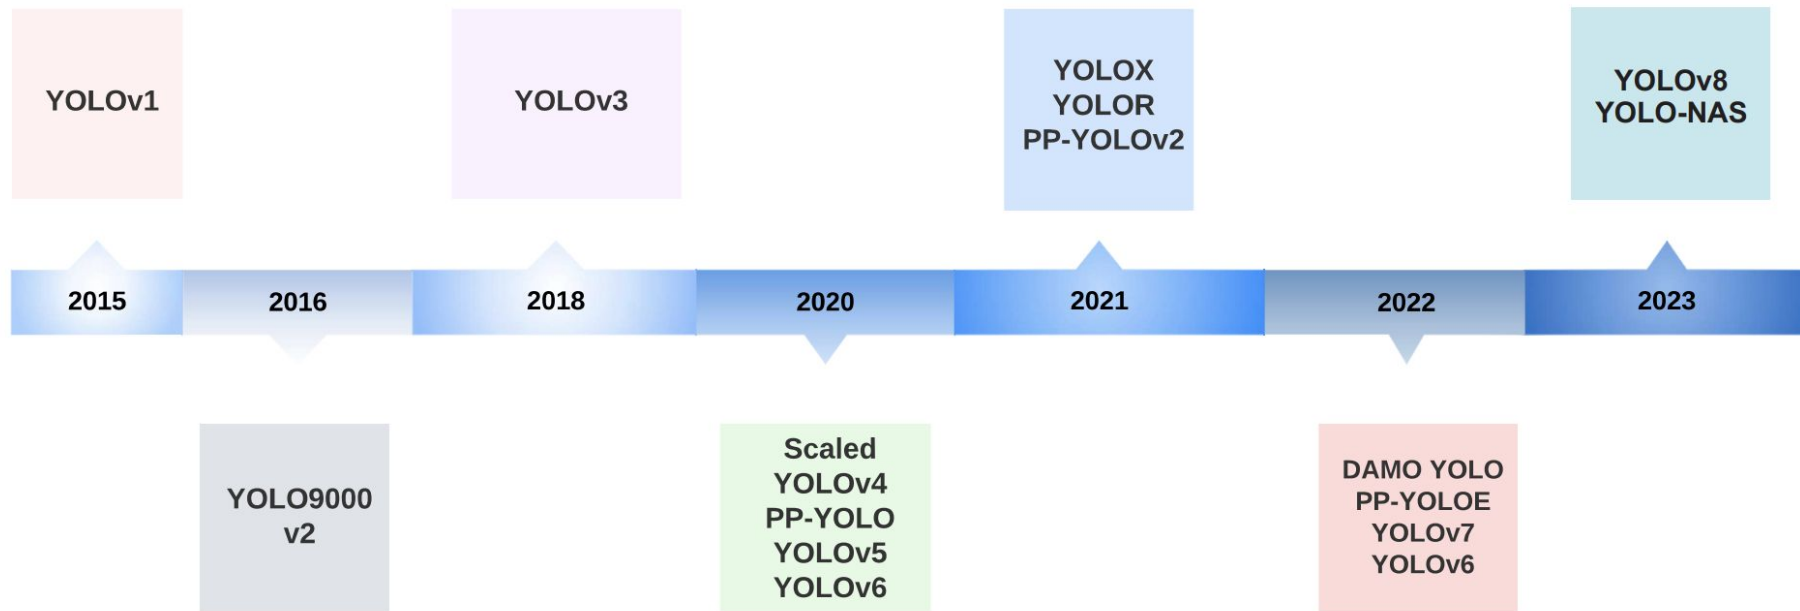 YOLOv1
YOLOv3
YOLOX
YOLOR
PP-YOLOv2
YOLOv8
YOLO-NAS
2015
2016
2018
2020
2021
2022
2023
YOLO9000
v2
Scaled
YOLOv4
PP-YOLO
YOLOv5
YOLOv6
DAMO YOLO
PP-YOLOE
YOLOv7
YOLOv6